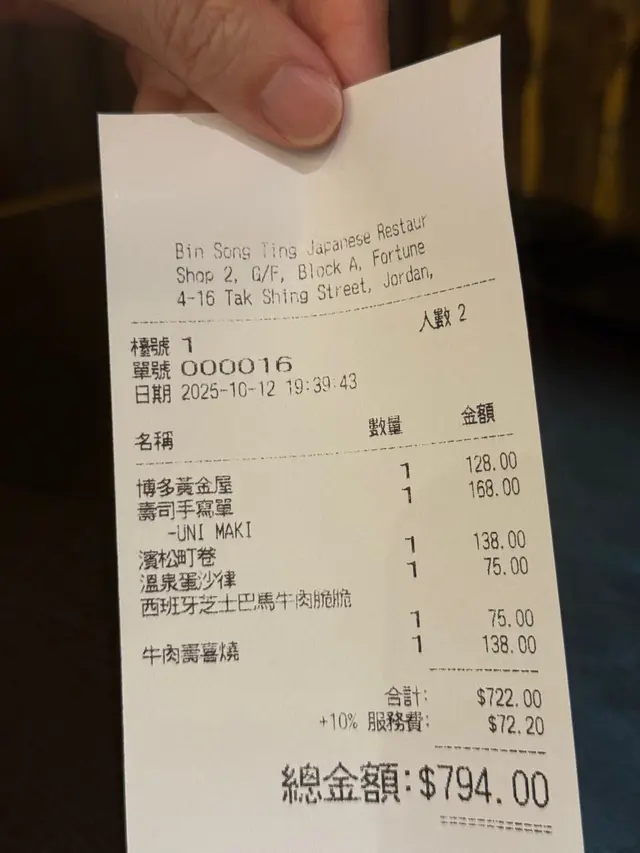 Bin Song Ting Japanese Restaur
Shop 2, G/F, Block A, Fortune
4-16 Tak Shing Street, Jordan,
人數 2
檯號 1
單號 000016
日期 2025-10-12 19:39:43
名稱 數量 金額
博多黃金屋 1 128.00
壽司手寫單 1 168.00
-UNI MAKI
濱松町卷 1 138.00
溫泉蛋沙律 1 75.00
西班牙芝士巴馬牛肉脆脆
1 75.00
牛肉壽喜燒 1 138.00
合計: $722.00
+10% 服務費: $72.20
總金額: $794.00